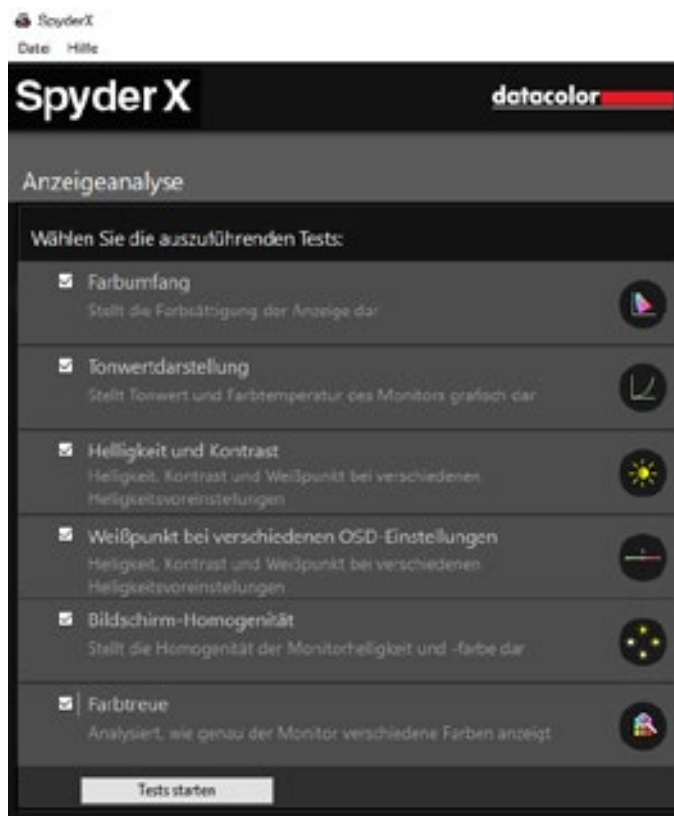 SpyderX
Datei Hilfe
Spyder X
datacolor
Anzeigeanalyse
Wählen Sie die auszuführenden Tests:
Farbumfang
Stellt die Farbsättigung der Anzeige dar
Tonwertdarstellung
Stellt Tonwert und Farbtemperatur des Monitors grafisch dar
Helligkeit und Kontrast
Helligkeit, Kontrast und Weißpunkt bei verschiedenen
Helligkeitsvoreinstellungen
Weißpunkt bei verschiedenen OSD-Einstellungen
Helligkeit, Kontrast und Weißpunkt bei verschiedenen
Helligkeitsvoreinstellungen
Bildschirm-Homogenität
Stellt die Homogenität der Monitorhelligkeit und -farbe dar
Farbtreue
Analysiert, wie genau der Monitor verschiedene Farben anzeigt
Tests starten